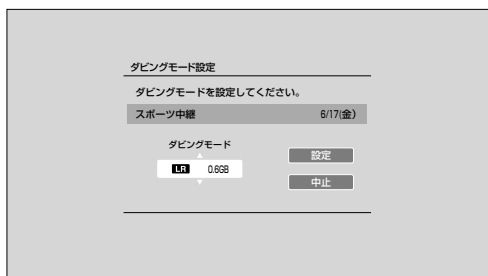 ダビングモード設定
ダビングモードを設定してください。
スポーツ中継 6/17(金)
ダビングモード
LR 0.6GB
設定
中止